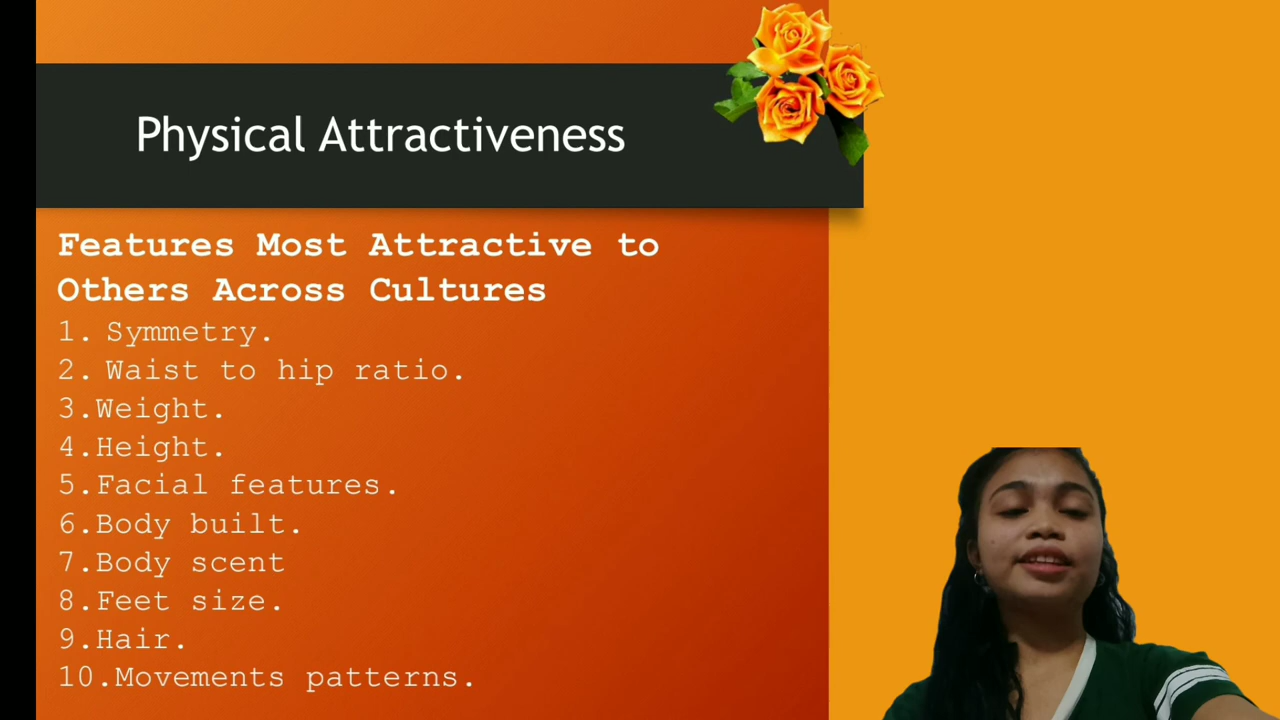 Physical Attractiveness
Features Most Attractive to
Others Across Cultures
1. Symmetry.
2. Waist to hip ratio.
3.Weight.
4.Height.
5.Facial features.
6.Body built.
7.Body scent
8.Feet size.
9.Hair.
10.Movements patterns.